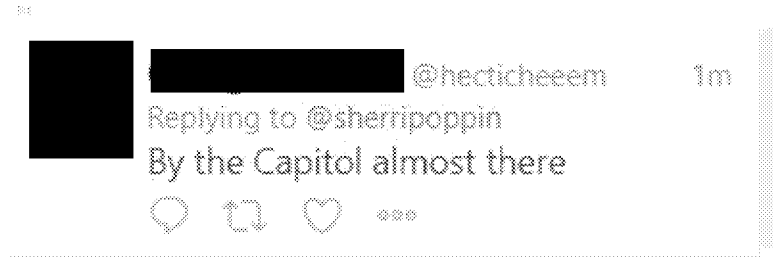 @hecticheeem 1m
Replying to @sherripoppin
By the Capitol almost there